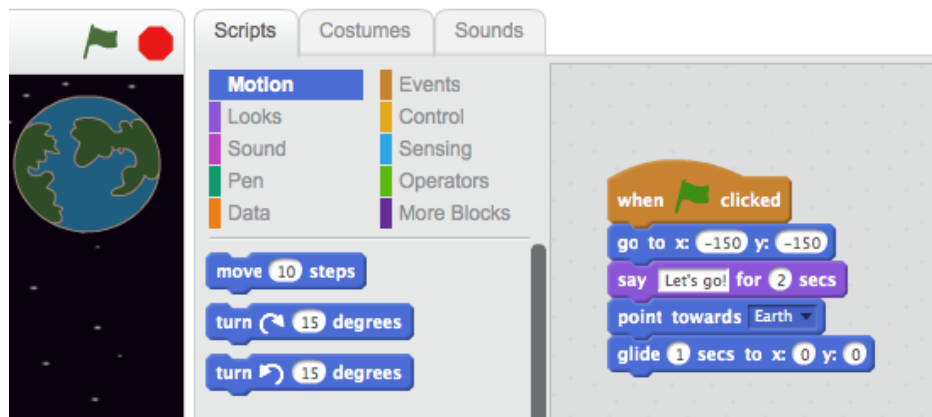 Scripts Costumes Sounds
Motion Events
Looks Control
Sound Sensing
Pen Operators
Data More Blocks
move 10 steps
turn 15 degrees
turn 15 degrees
when clicked
go to x: -150 y: -150
say Let's go! for 2 secs
point towards Earth
glide 1 secs to x: 0 y: 0